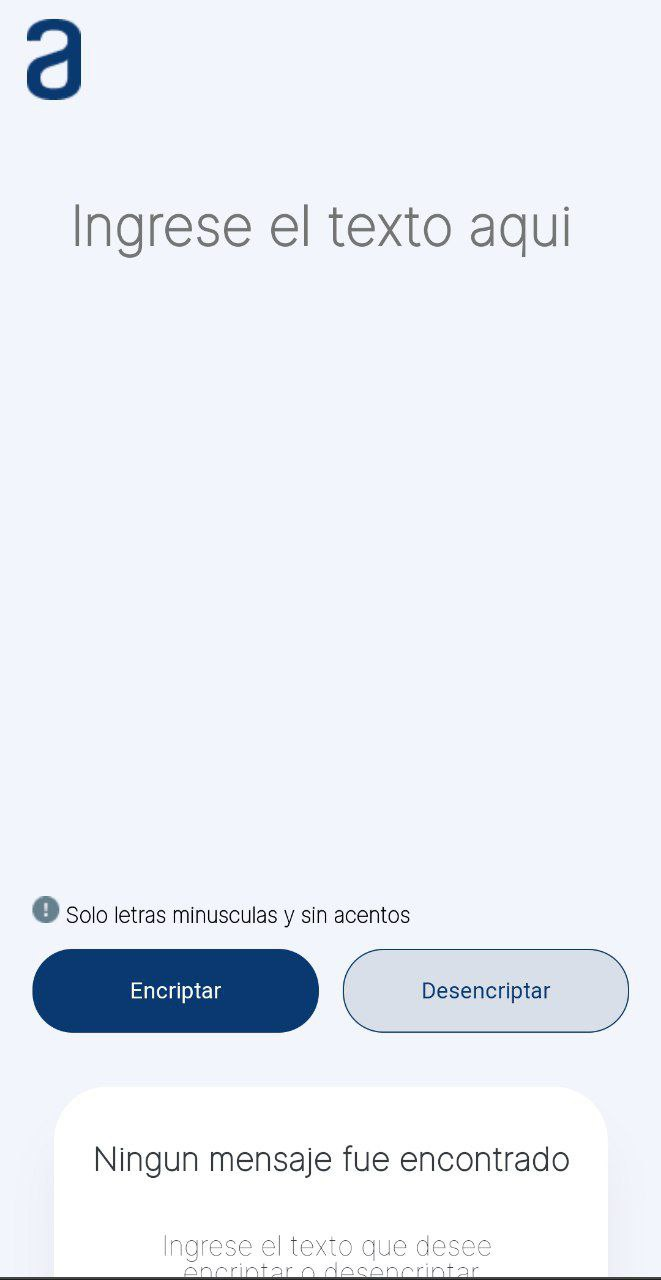 a
Ingrese el texto aqui
Solo letras minusculas y sin acentos
Encriptar
Desencriptar
Ningun mensaje fue encontrado
Ingrese el texto que desee
encriptar o desencriptar